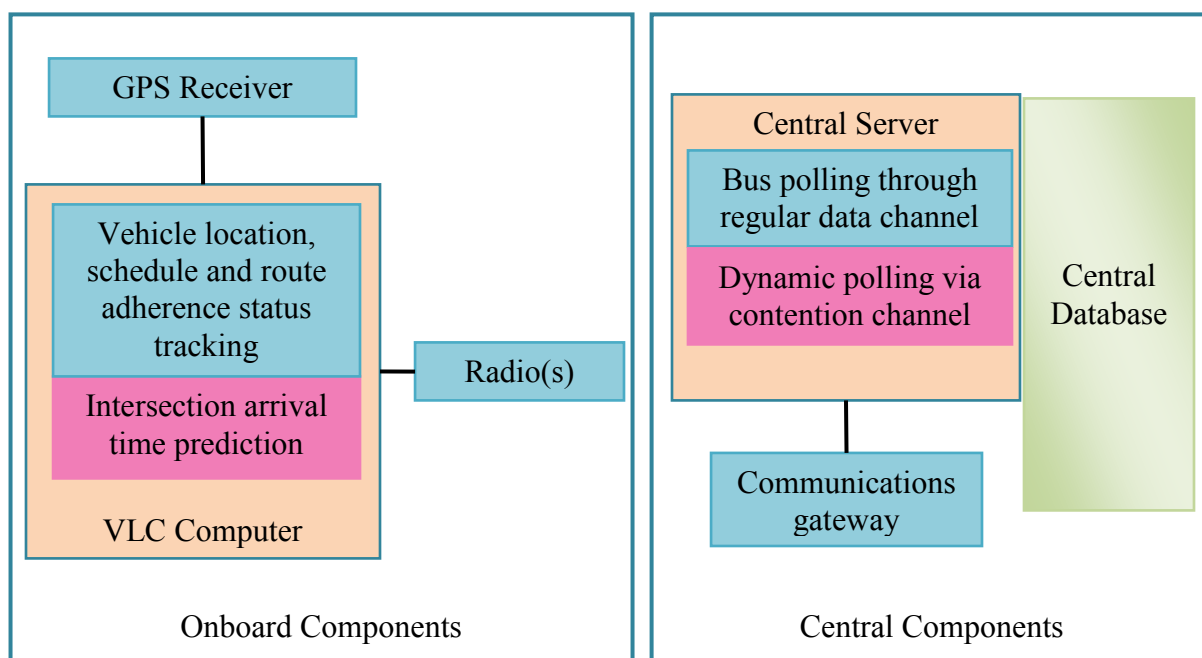 GPS Receiver
Vehicle location,
schedule and route
adherence status
tracking
Intersection arrival
time prediction
VLC Computer
Radio(s)
Onboard Components
Central Server
Bus polling through
regular data channel
Dynamic polling via
contention channel
Central
Database
Communications
gateway
Central Components